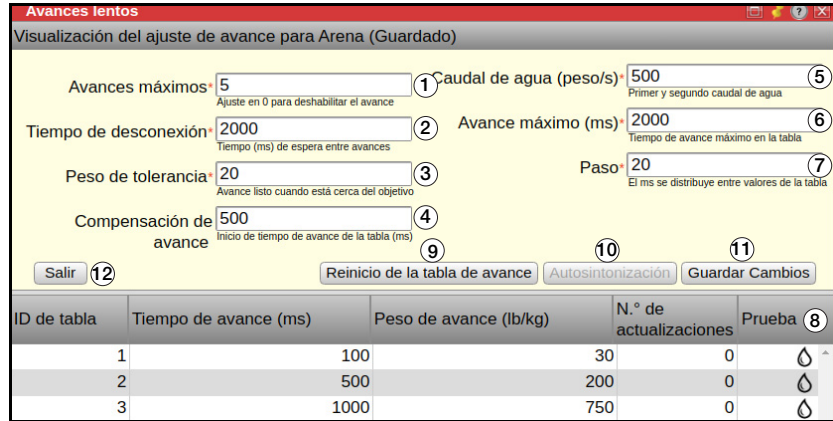 Avances lentos
Visualización del ajuste de avance para Arena (Guardado)
Avances máximos* 5 1
Ajuste en 0 para deshabilitar el avance
Caudal de agua (peso/s)* 500 5
Primer y segundo caudal de agua
Tiempo de desconexión* 2000 2
Tiempo (ms) de espera entre avances
Avance máximo (ms)* 2000 6
Tiempo de avance máximo en la tabla
Peso de tolerancia* 20 3
Avance listo cuando está cerca del objetivo
Paso* 20 7
El ms se distribuye entre valores de la tabla
Compensación de avance 500 4
Inicio de tiempo de avance de la tabla (ms)
9 10 11
Salir 12 Reinicio de la tabla de avance Autosintonización Guardar Cambios
ID de tabla Tiempo de avance (ms) Peso de avance (lb/kg) N.° de actualizaciones Prueba 8
1 100 30 0
2 500 200 0
3 1000 750 0